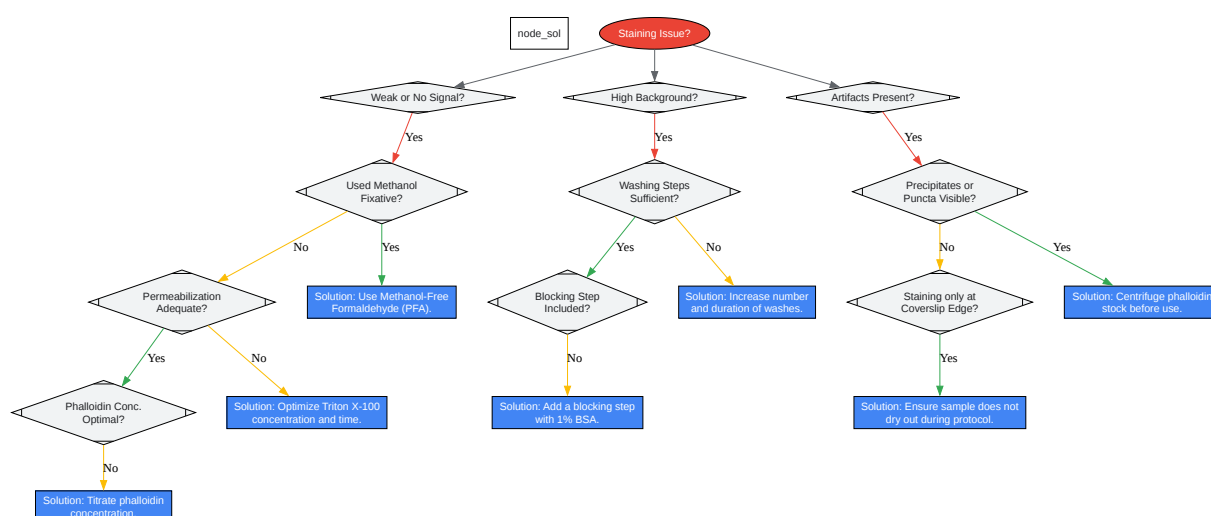 node_sol
Staining Issue?
Weak or No Signal?
High Background?
Artifacts Present?
Yes
Yes
Yes
Used Methanol
Fixative?
Washing Steps
Sufficient?
Precipitates or
Puncta Visible?
No
Yes
Yes
No
No
Yes
Permeabilization
Adequate?
Solution: Use Methanol-Free
Formaldehyde (PFA).
Blocking Step
Included?
Solution: Increase number
and duration of washes.
Staining only at
Coverslip Edge?
Solution: Centrifuge phalloidin
stock before use.
Yes
No
No
Yes
Phalloidin Conc.
Optimal?
Solution: Optimize Triton X-100
concentration and time.
Solution: Add a blocking step
with 1% BSA.
Solution: Ensure sample does not
dry out during protocol.
No
Solution: Titrate phalloidin
concentration.